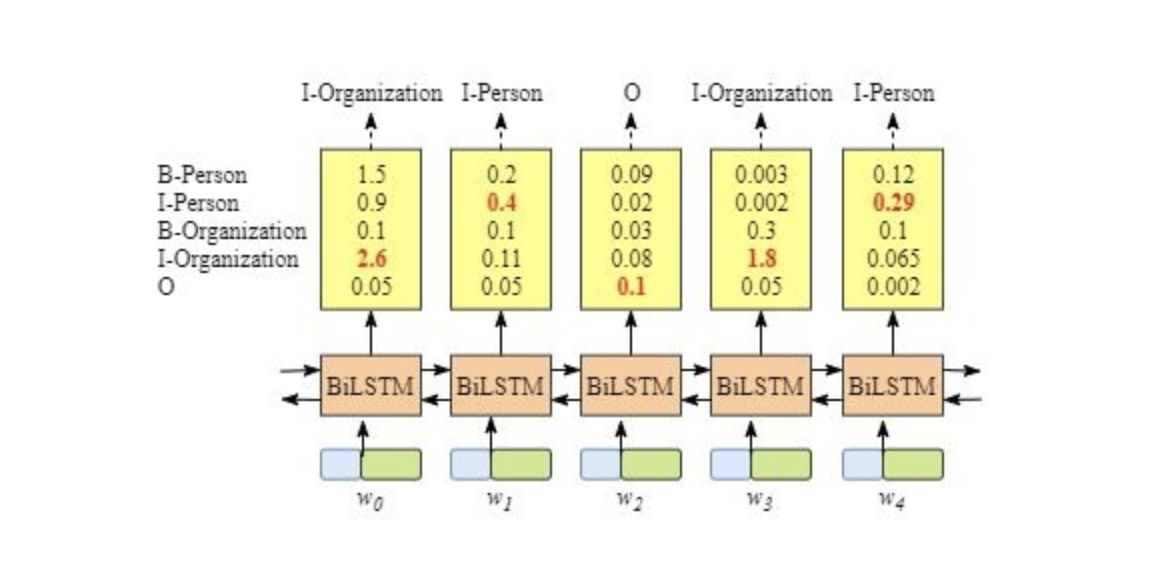 I-Organization I-Person O I-Organization I-Person
B-Person 1.5 0.2 0.09 0.003 0.12
I-Person 0.9 0.4 0.02 0.002 0.29
B-Organization 0.1 0.1 0.03 0.3 0.1
I-Organization 2.6 0.11 0.08 1.8 0.065
O 0.05 0.05 0.1 0.05 0.002
BiLSTM BiLSTM BiLSTM BiLSTM BiLSTM
w0 w1 w2 w3 w4